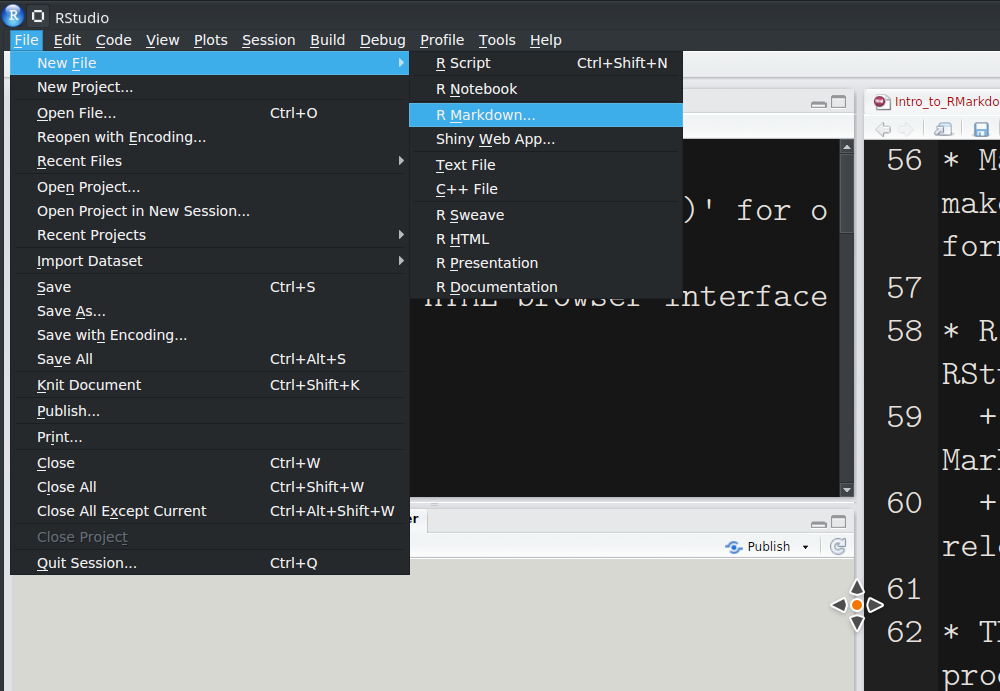 R RStudio
File Edit Code View Plots Session Build Debug Profile Tools Help
New File
New Project...
Open File... Ctrl+O
Reopen with Encoding...
Recent Files
Open Project...
Open Project in New Session...
Recent Projects
Import Dataset
Save Ctrl+S
Save As...
Save with Encoding...
Save All Ctrl+Alt+S
Knit Document Ctrl+Shift+K
Publish...
Print...
Close Ctrl+W
Close All Ctrl+Shift+W
Close All Except Current Ctrl+Alt+Shift+W
Close Project
Quit Session... Ctrl+Q
R Script Ctrl+Shift+N
R Notebook
R Markdown...
Shiny Web App...
Text File
C++ File
R Sweave
R HTML
R Presentation
R Documentation
)' for o
HTML browser interface
er
Publish
Intro_to_RMarkdo
56 * Ma
make
form
57
58 * R
RStu
59 +
Mark
60 +
rele
61
62 * Th
proc